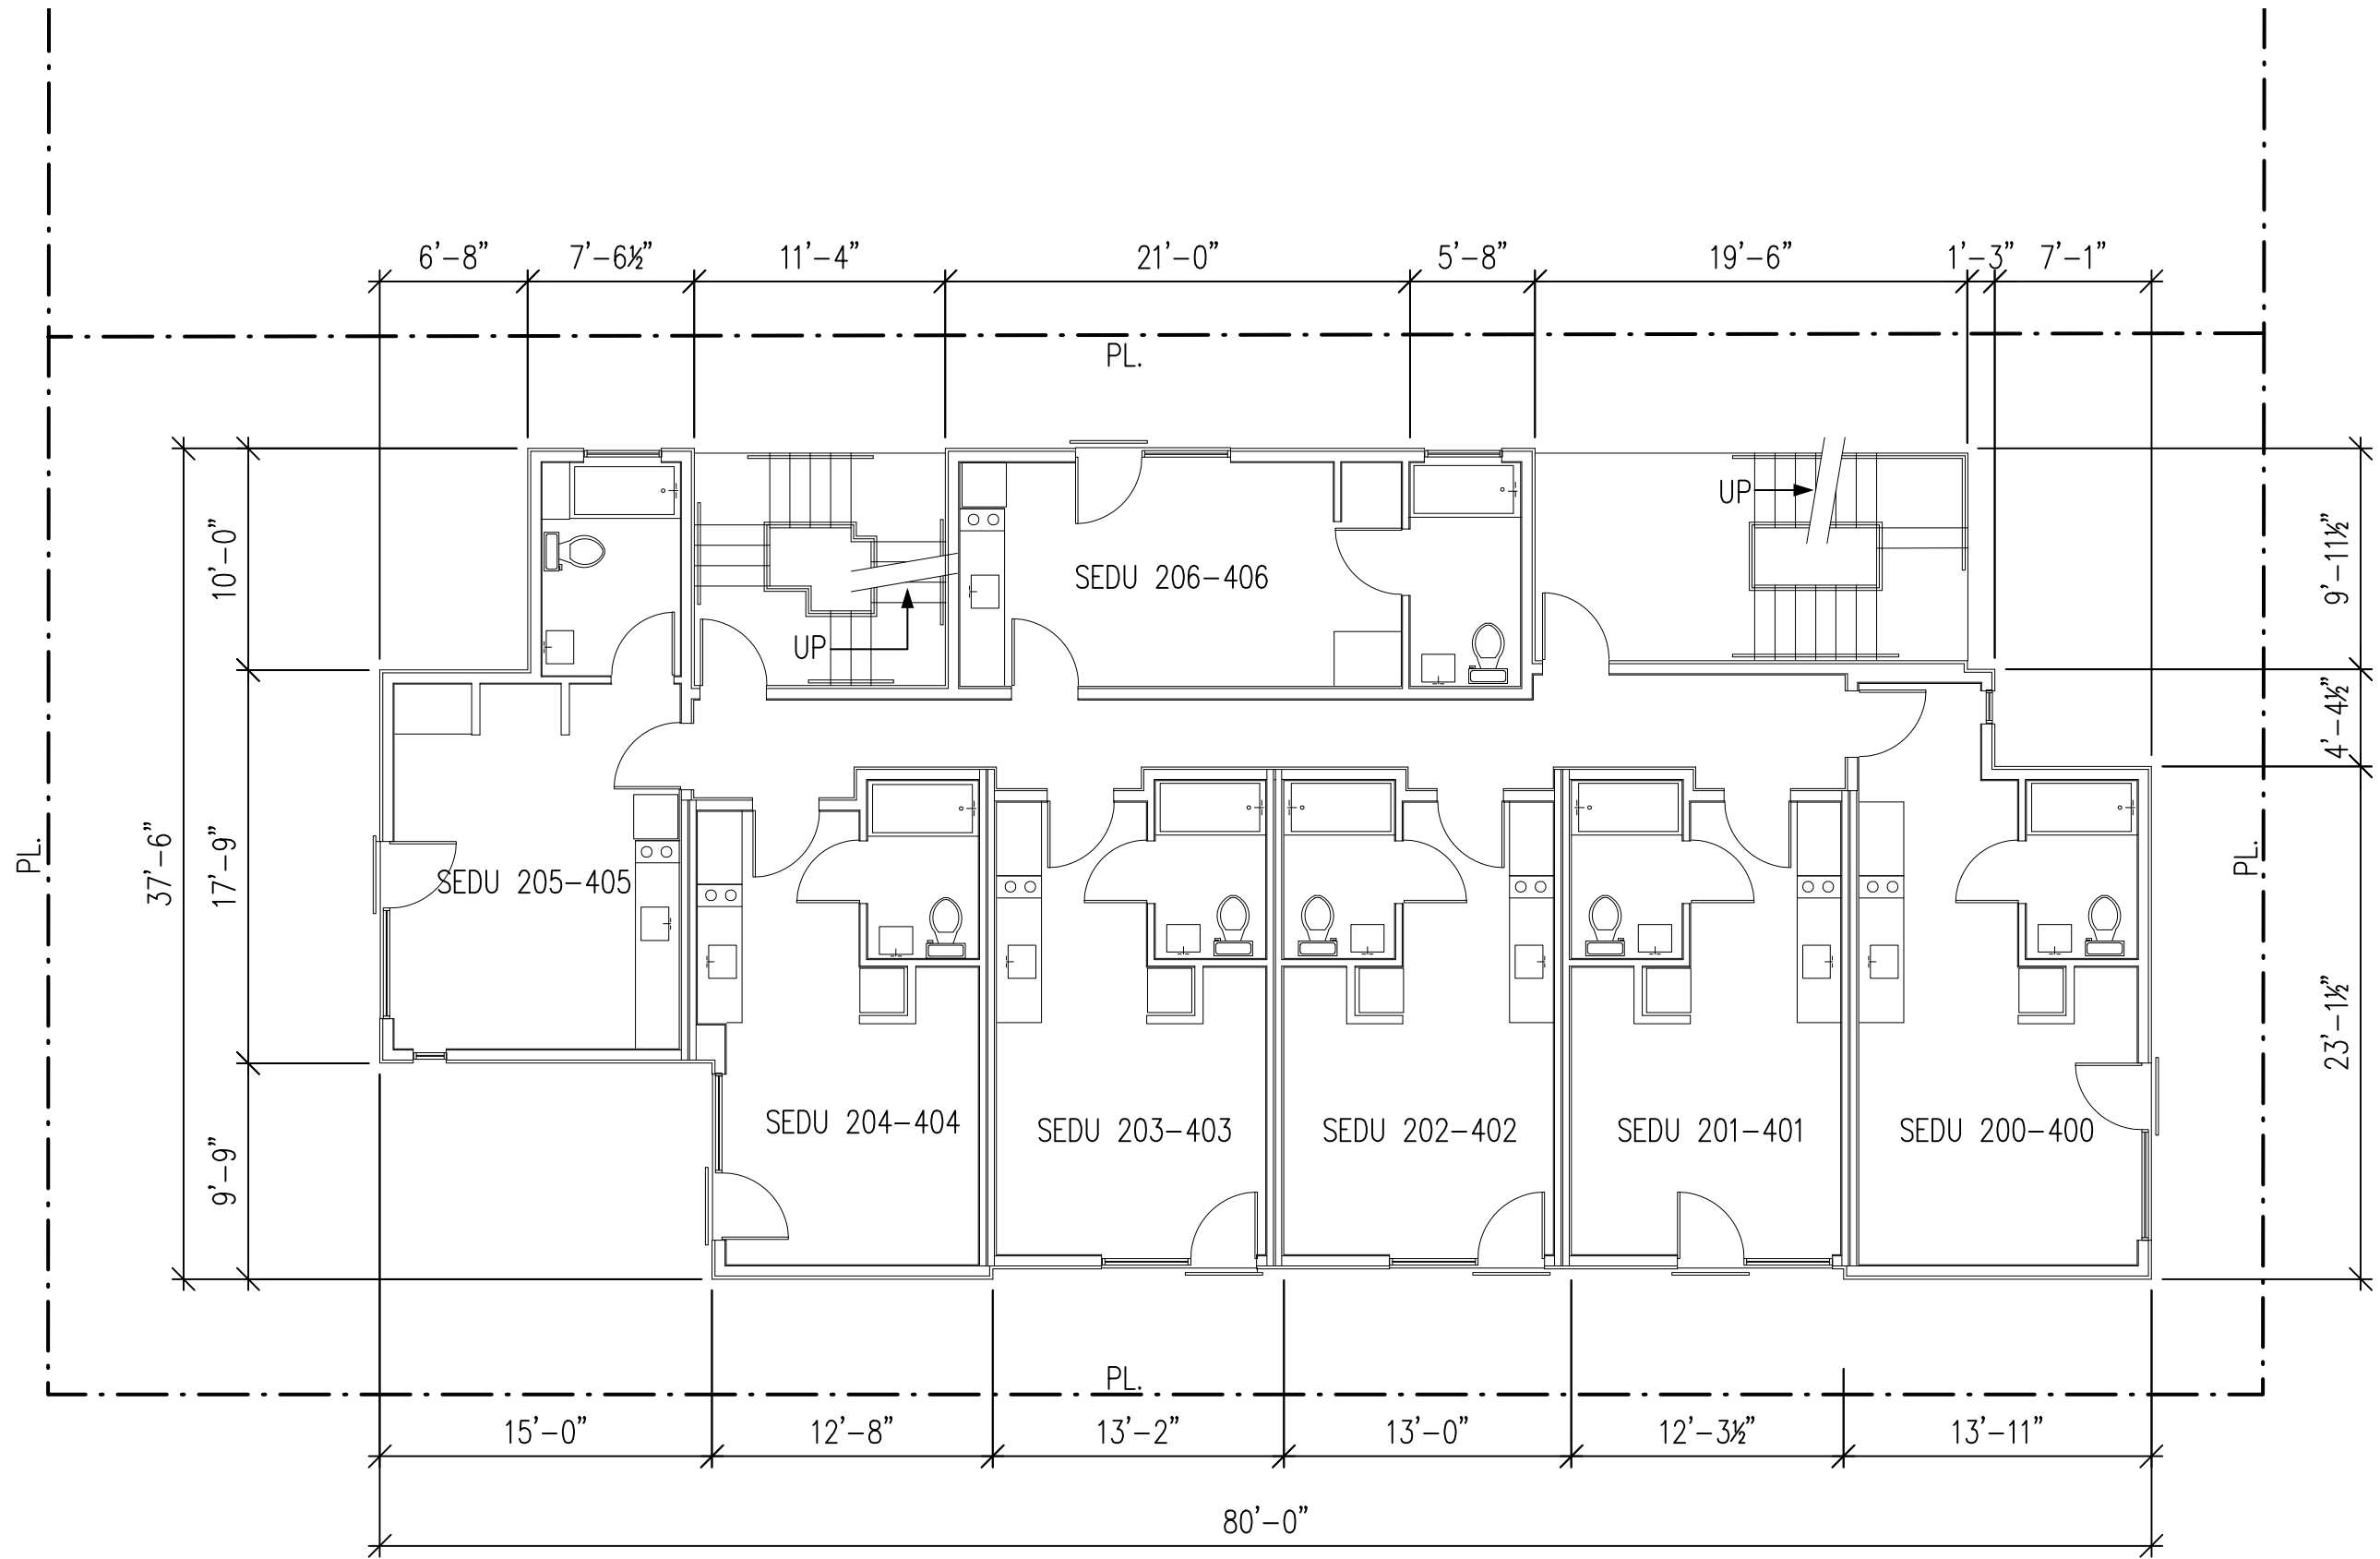 6'-8"
7'-6½"
11'-4"
21'-0"
5'-8"
19'-6"
1'-3"
7'-1"
PL.
UP
UP
10'-0"
9'-11½"
SEDU 206-406
4'-4½"
37'-6"
17'-9"
PL.
SEDU 205-405
PL.
23'-1½"
SEDU 204-404
SEDU 203-403
SEDU 202-402
SEDU 201-401
SEDU 200-400
9'-9"
PL.
15'-0"
12'-8"
13'-2"
13'-0"
12'-3½"
13'-11"
80'-0"